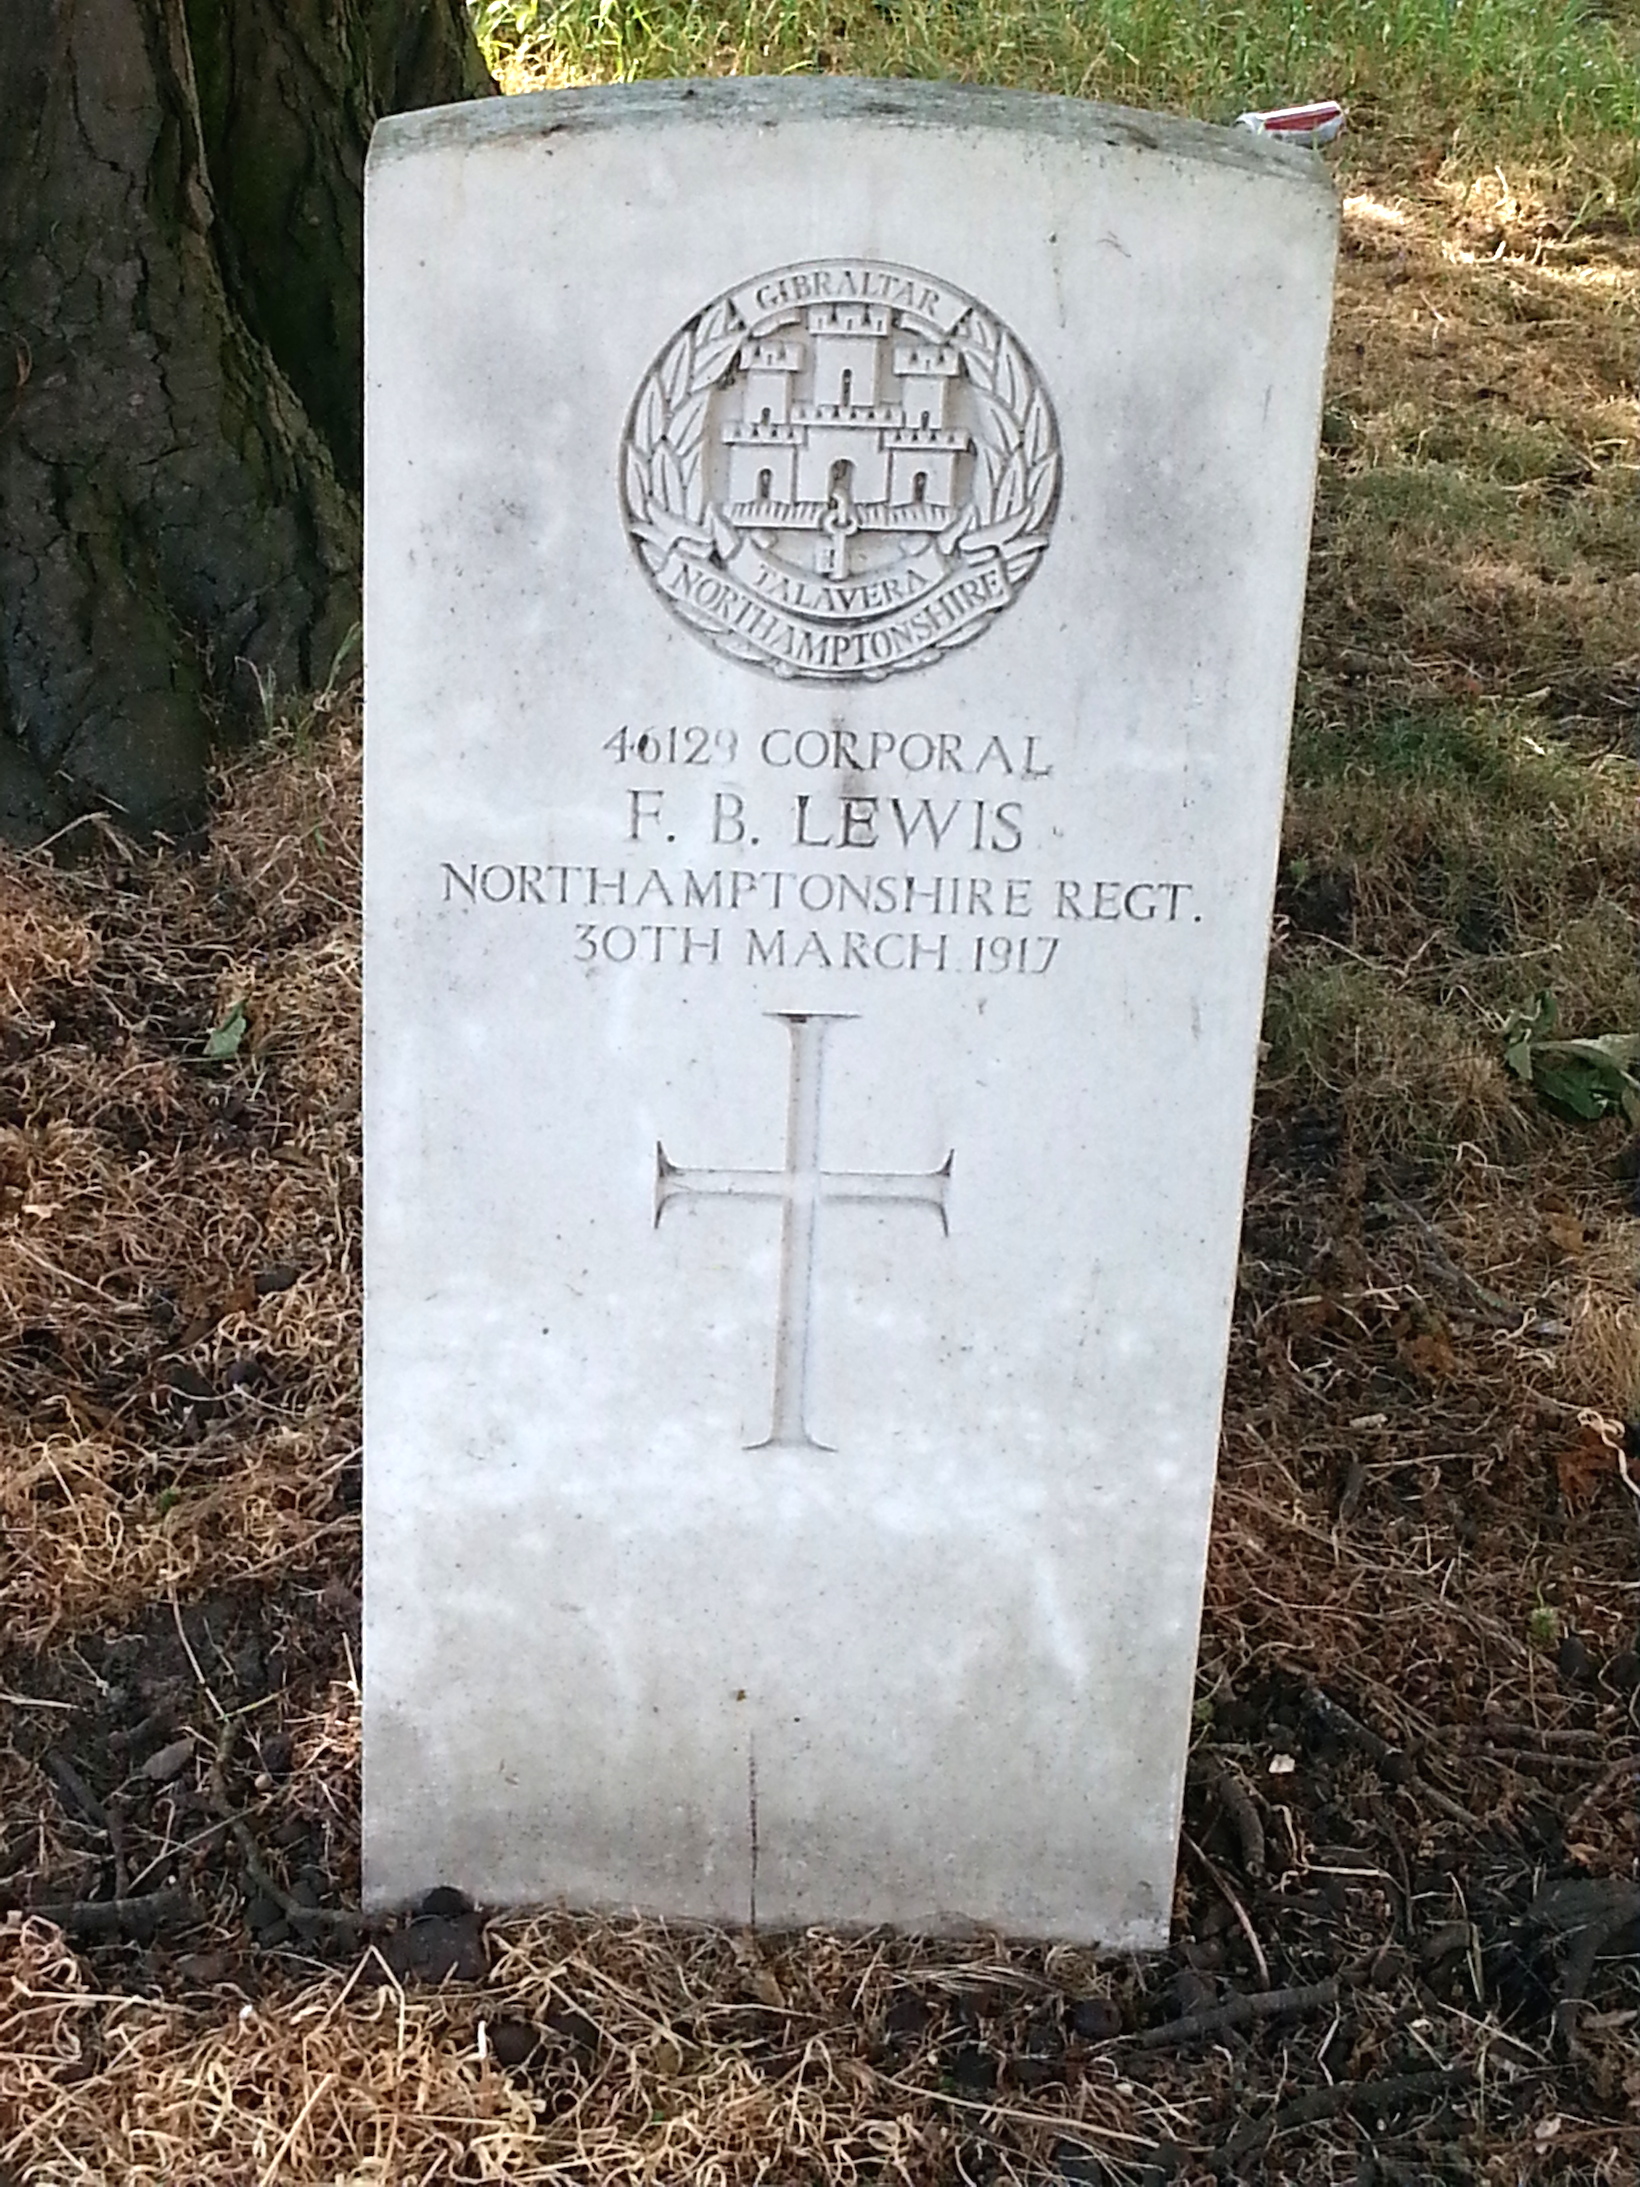 GIBRALTAR
TALAVERA
NORTHAMPTONSHIRE
46129 CORPORAL
F. B. LEWIS
NORTHAMPTONSHIRE REGT.
30TH MARCH 1917